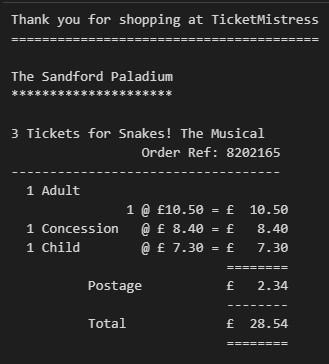 Thank you for shopping at TicketMistress
========================================
The Sandford Paladium
*********************
3 Tickets for Snakes! The Musical
Order Ref: 8202165
-----------------------------------
1 Adult
1 @ £10.50 = £ 10.50
1 Concession @ £ 8.40 = £ 8.40
1 Child @ £ 7.30 = £ 7.30
========
Postage £ 2.34
--------
Total £ 28.54
========